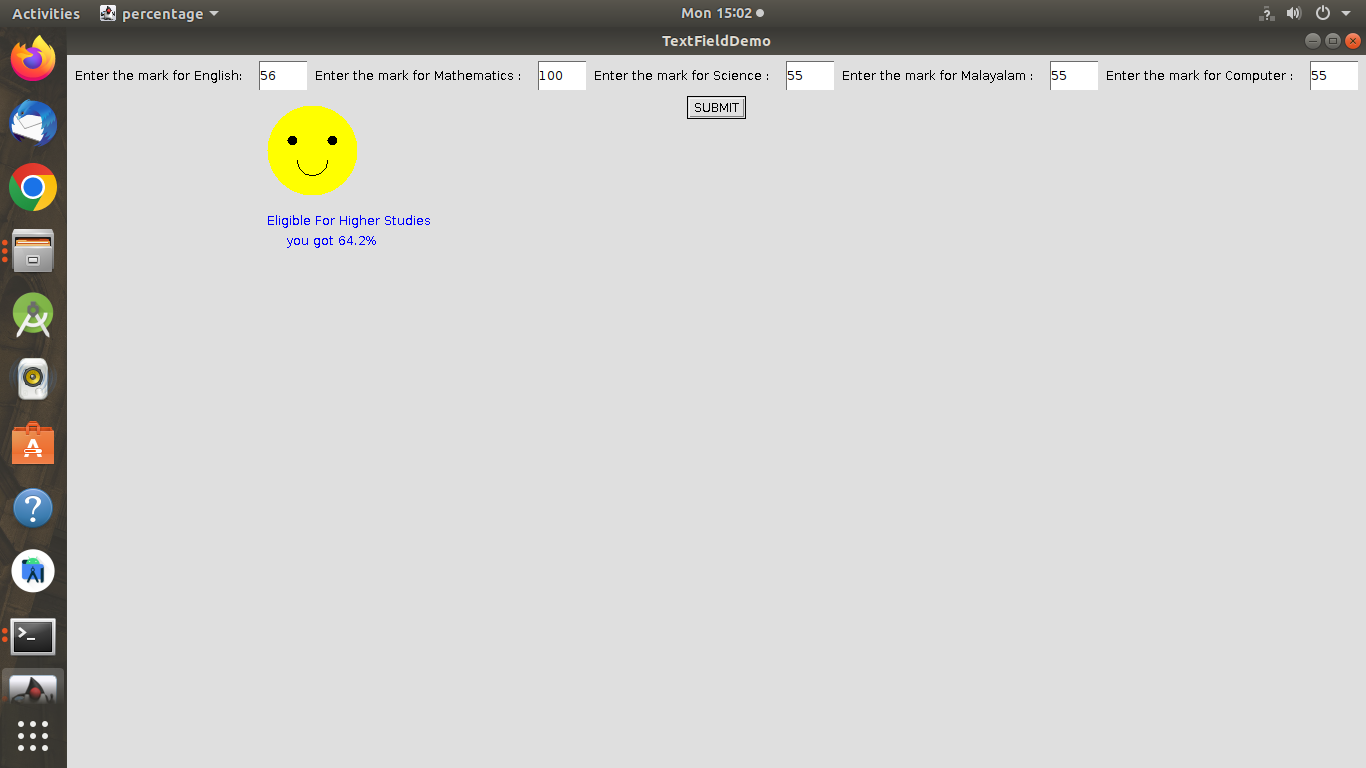 Activities percentage Mon 15:02
TextFieldDemo
Enter the mark for English: 56 Enter the mark for Mathematics : 100 Enter the mark for Science : 55 Enter the mark for Malayalam : 55 Enter the mark for Computer : 55
SUBMIT
Eligible For Higher Studies
you got 64.2%